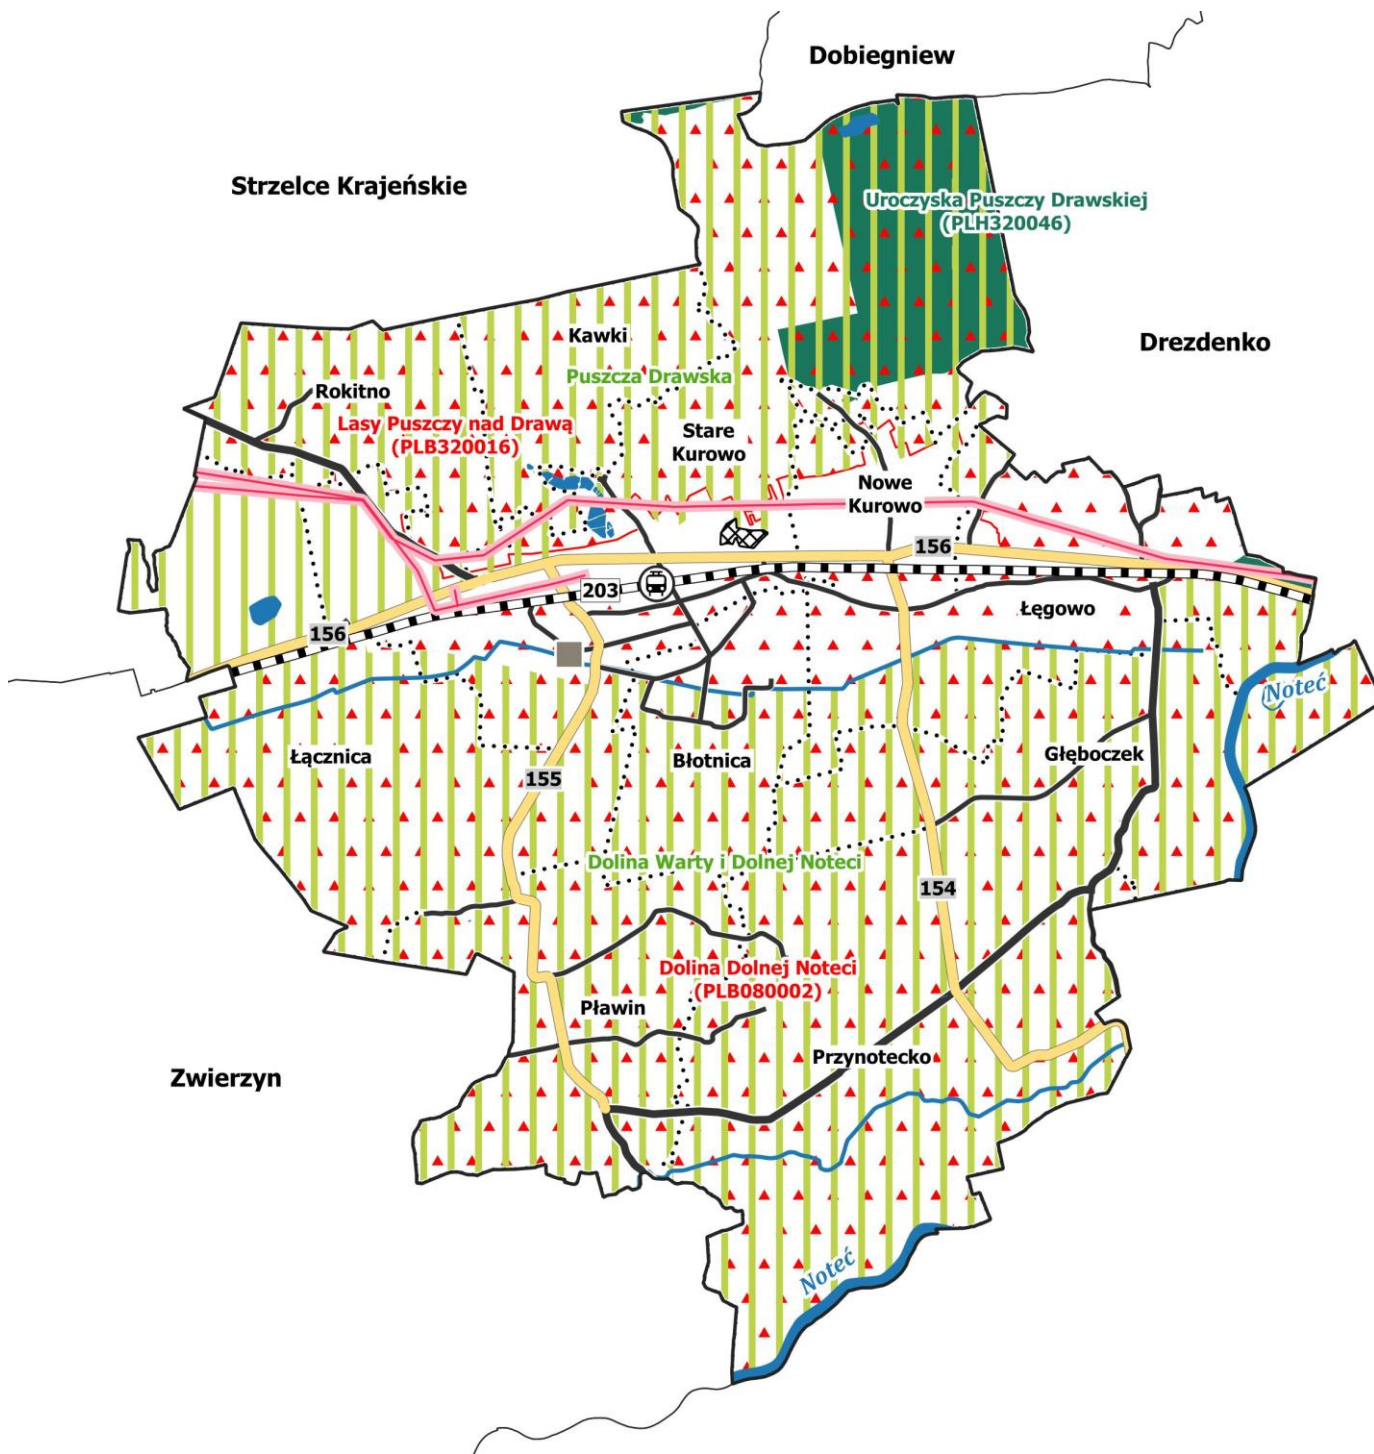 Dobiegniew
Strzelce Krajeńskie
Uroczyska Puszczy Drawskiej
(PLH320046)
Drezdenko
Kawki
Puszcza Drawska
Rokitno
Lasy Puszczy nad Drawą
(PLB320016)
Stare
Kurowo
Nowe
Kurowo
156
203
Łęgowo
156
Noteć
Łącznica
155
Błotnica
Głęboczek
Dolina Warty i Dolnej Noteci
154
Dolina Dolnej Noteci
(PLB080002)
Pławin
Przynotecko
Zwierzyn
Noteć